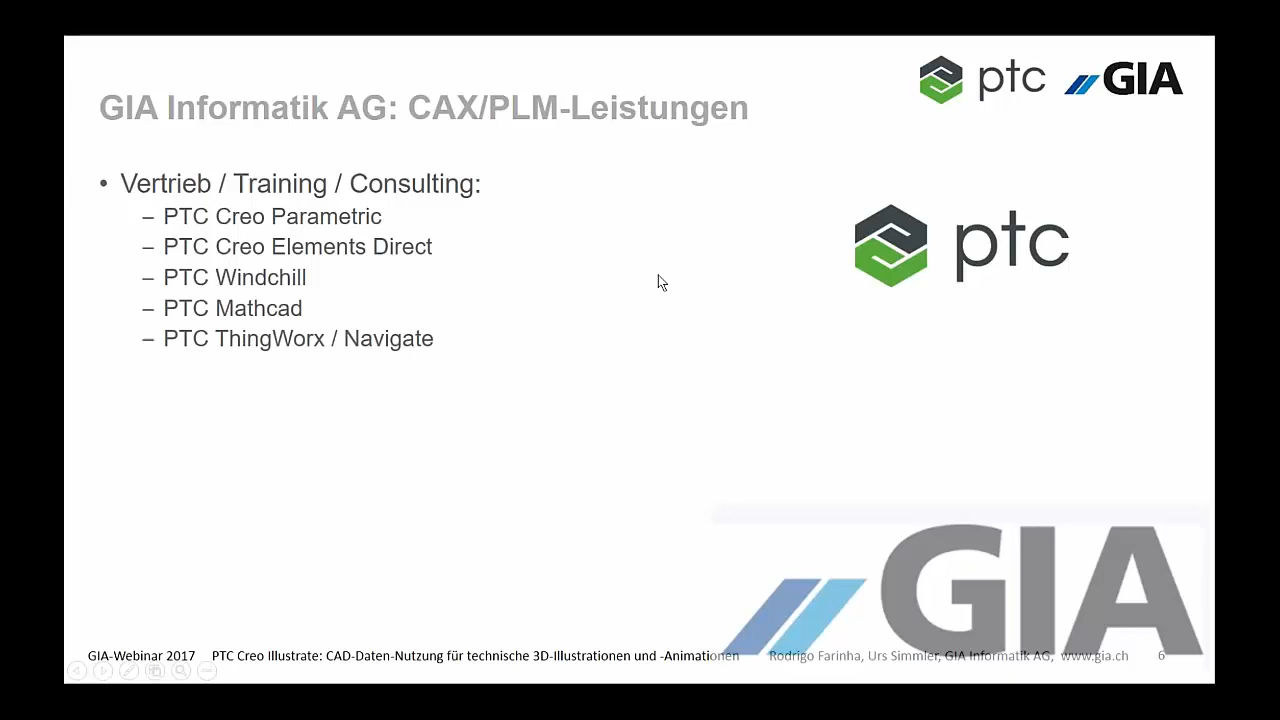 ptc GIA
GIA Informatik AG: CAX/PLM-Leistungen
• Vertrieb / Training / Consulting:
– PTC Creo Parametric
– PTC Creo Elements Direct
– PTC Windchill
– PTC Mathcad
– PTC ThingWorx / Navigate
ptc
GIA
GIA-Webinar 2017 PTC Creo Illustrate: CAD-Daten-Nutzung für technische 3D-Illustrationen und -Animationen Rodrigo Farinha, Urs Simmler, GIA Informatik AG, www.gia.ch 6